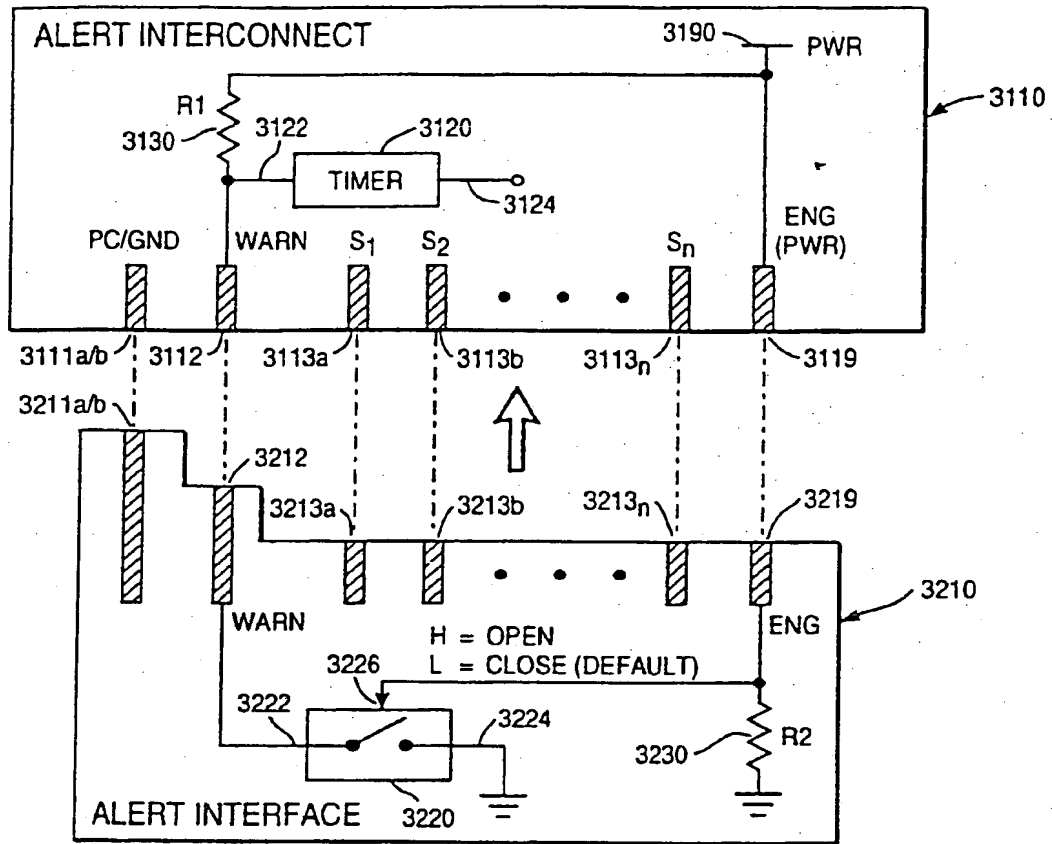 ALERT INTERCONNECT
3190
PWR
3110
R1
3130
3122
3120
TIMER
3124
PC/GND
WARN
S1
S2
Sn
ENG
(PWR)
3111a/b
3112
3113a
3113b
3113n
3119
3211a/b
3212
3213a
3213b
3213n
3219
3210
WARN
H = OPEN
L = CLOSE (DEFAULT)
ENG
3226
3222
3224
3220
3230
R2
ALERT INTERFACE